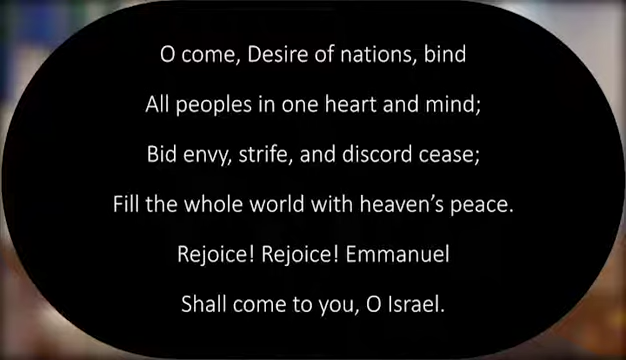 O come, Desire of nations, bind
All peoples in one heart and mind;
Bid envy, strife, and discord cease;
Fill the whole world with heaven’s peace.
Rejoice! Rejoice! Emmanuel
Shall come to you, O Israel.